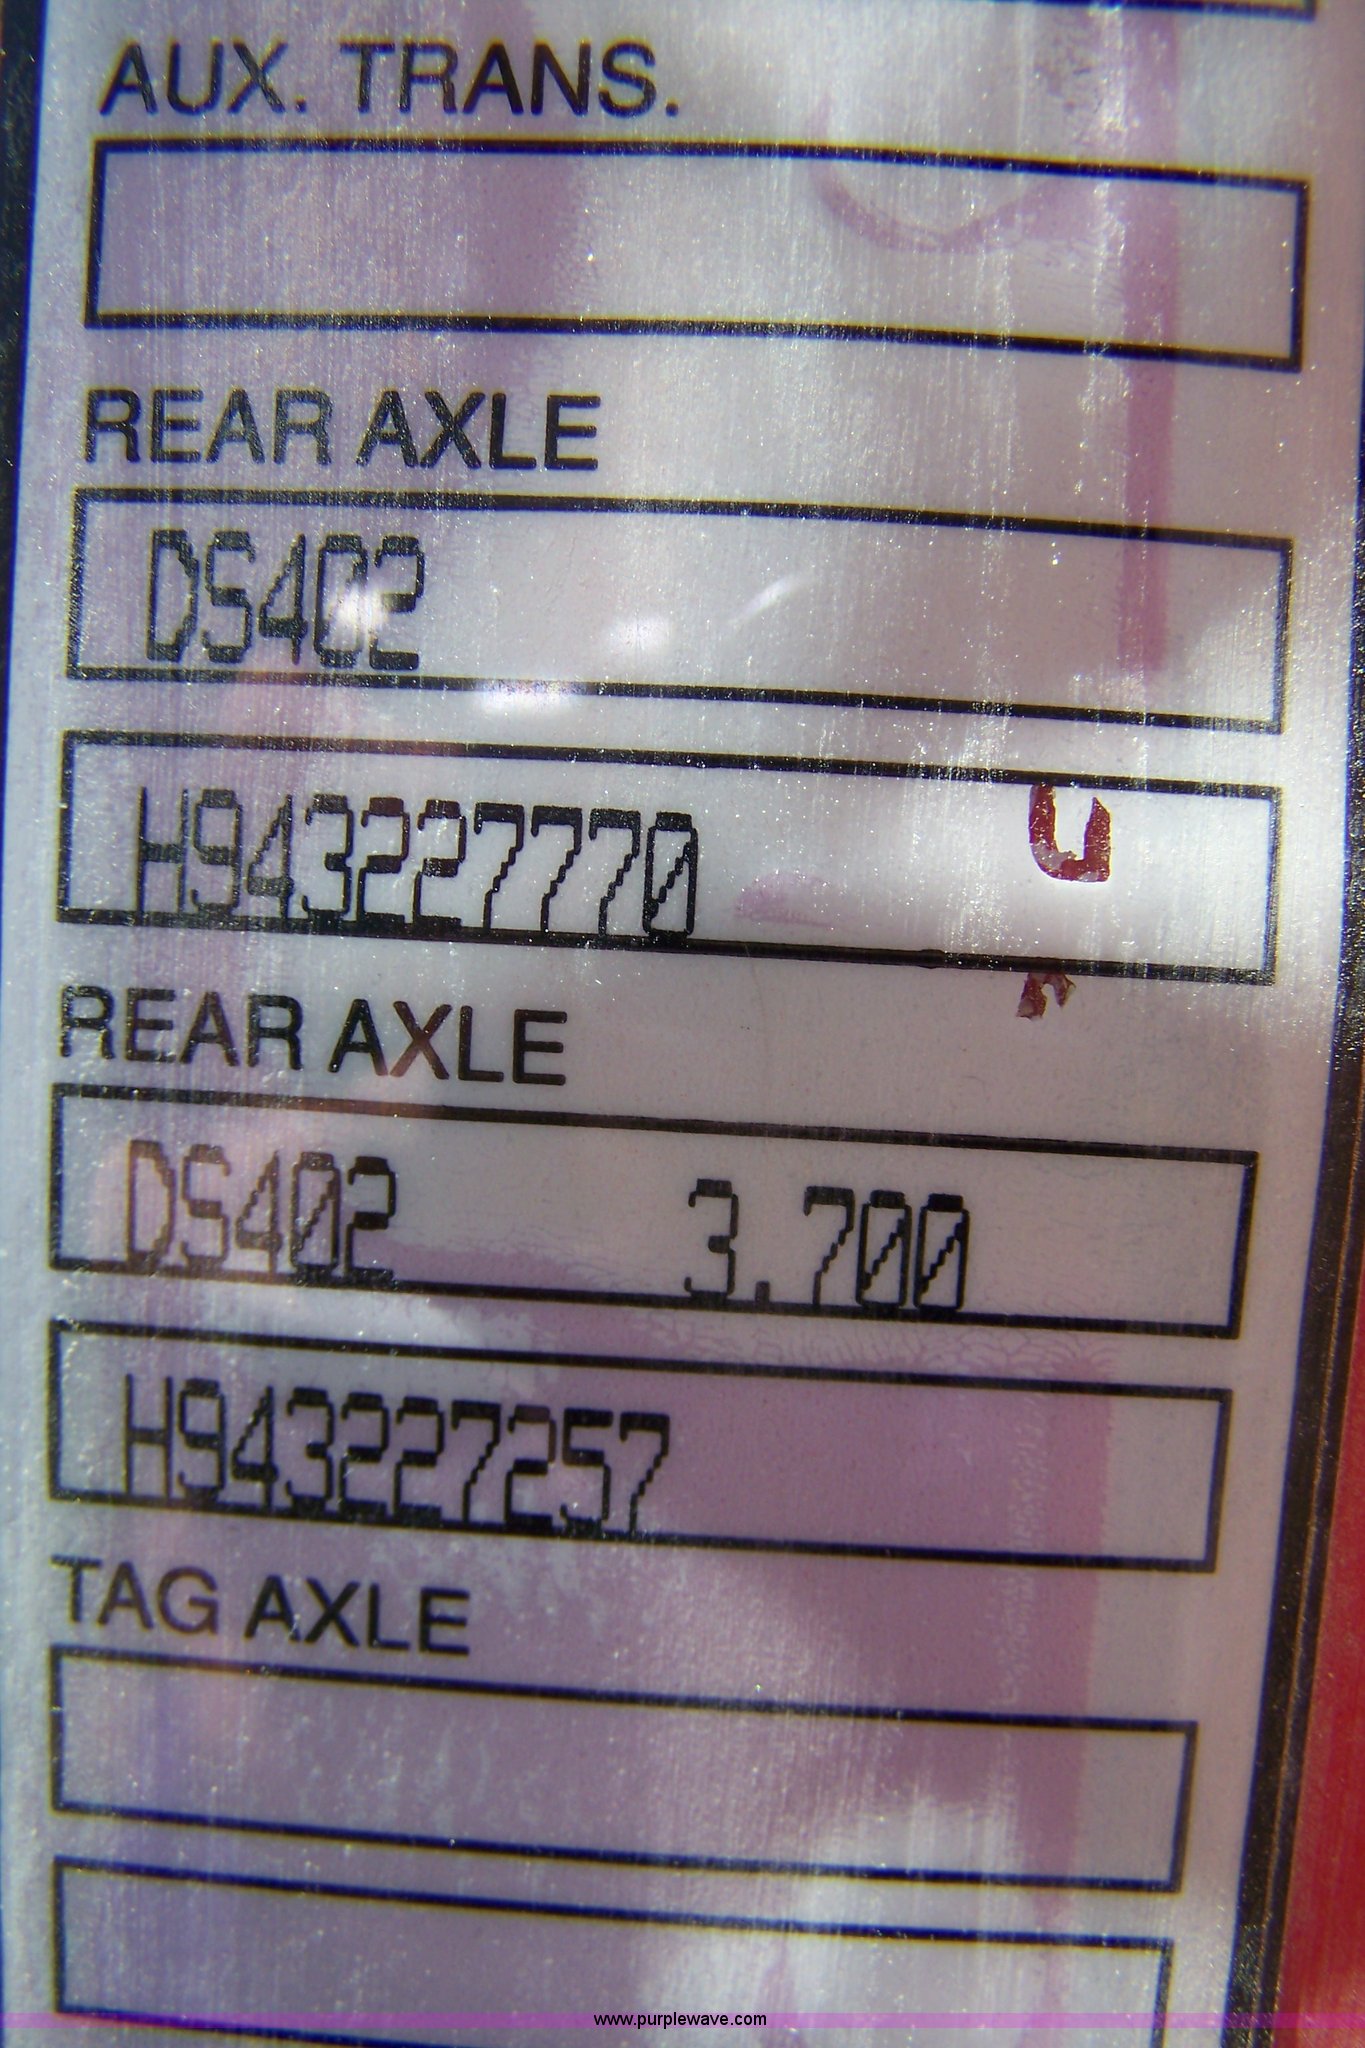 AUX. TRANS.
REAR AXLE
DS402
H943227770
REAR AXLE
DS402 3.700
H943227257
TAG AXLE
www.purplewave.com